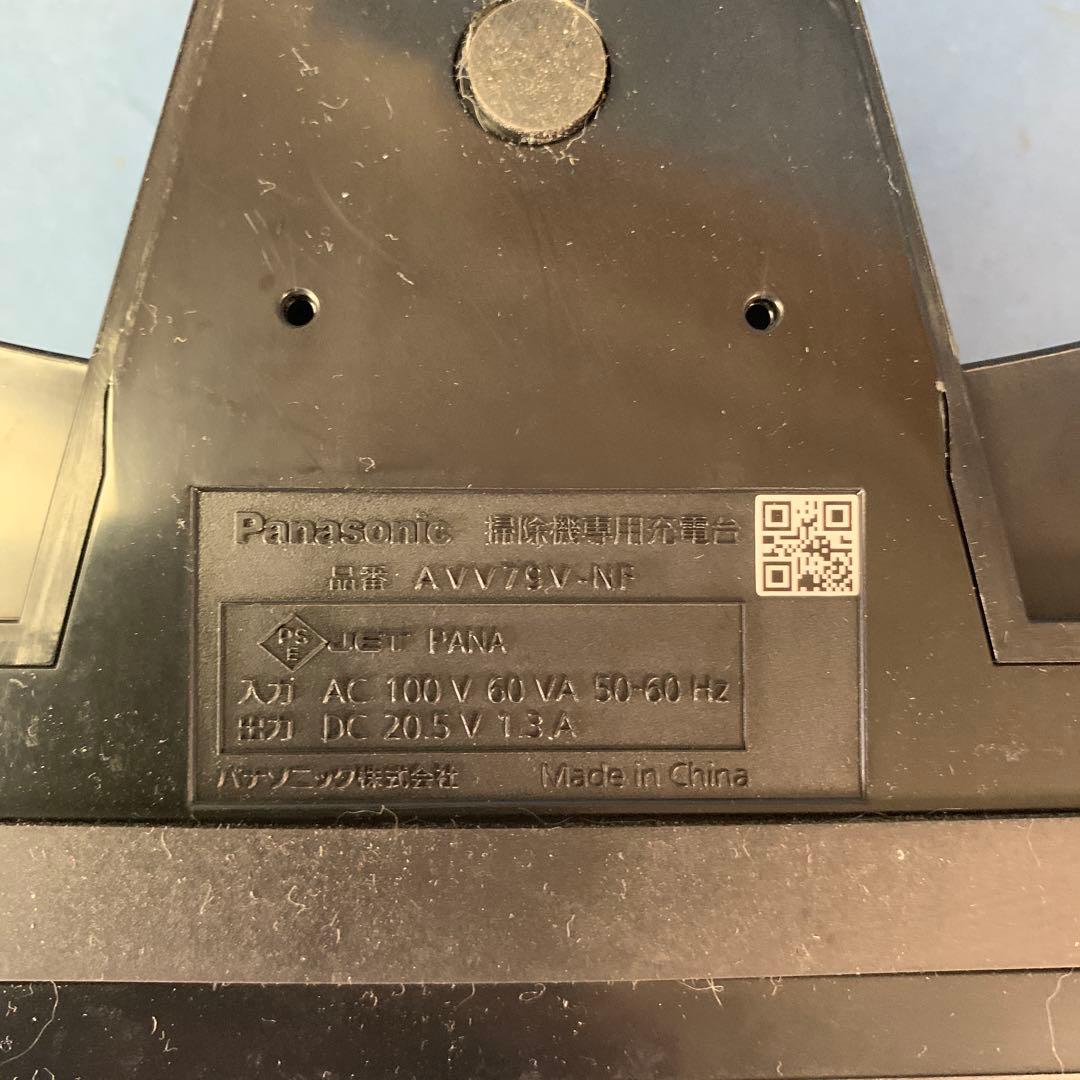 Panasonic 掃除機専用充電台
品番 AVV79V-NF
PS E JET PANA
入力 AC 100 V 60 VA 50-60 Hz
出力 DC 20.5 V 1.3 A
パナソニック株式会社 Made in China